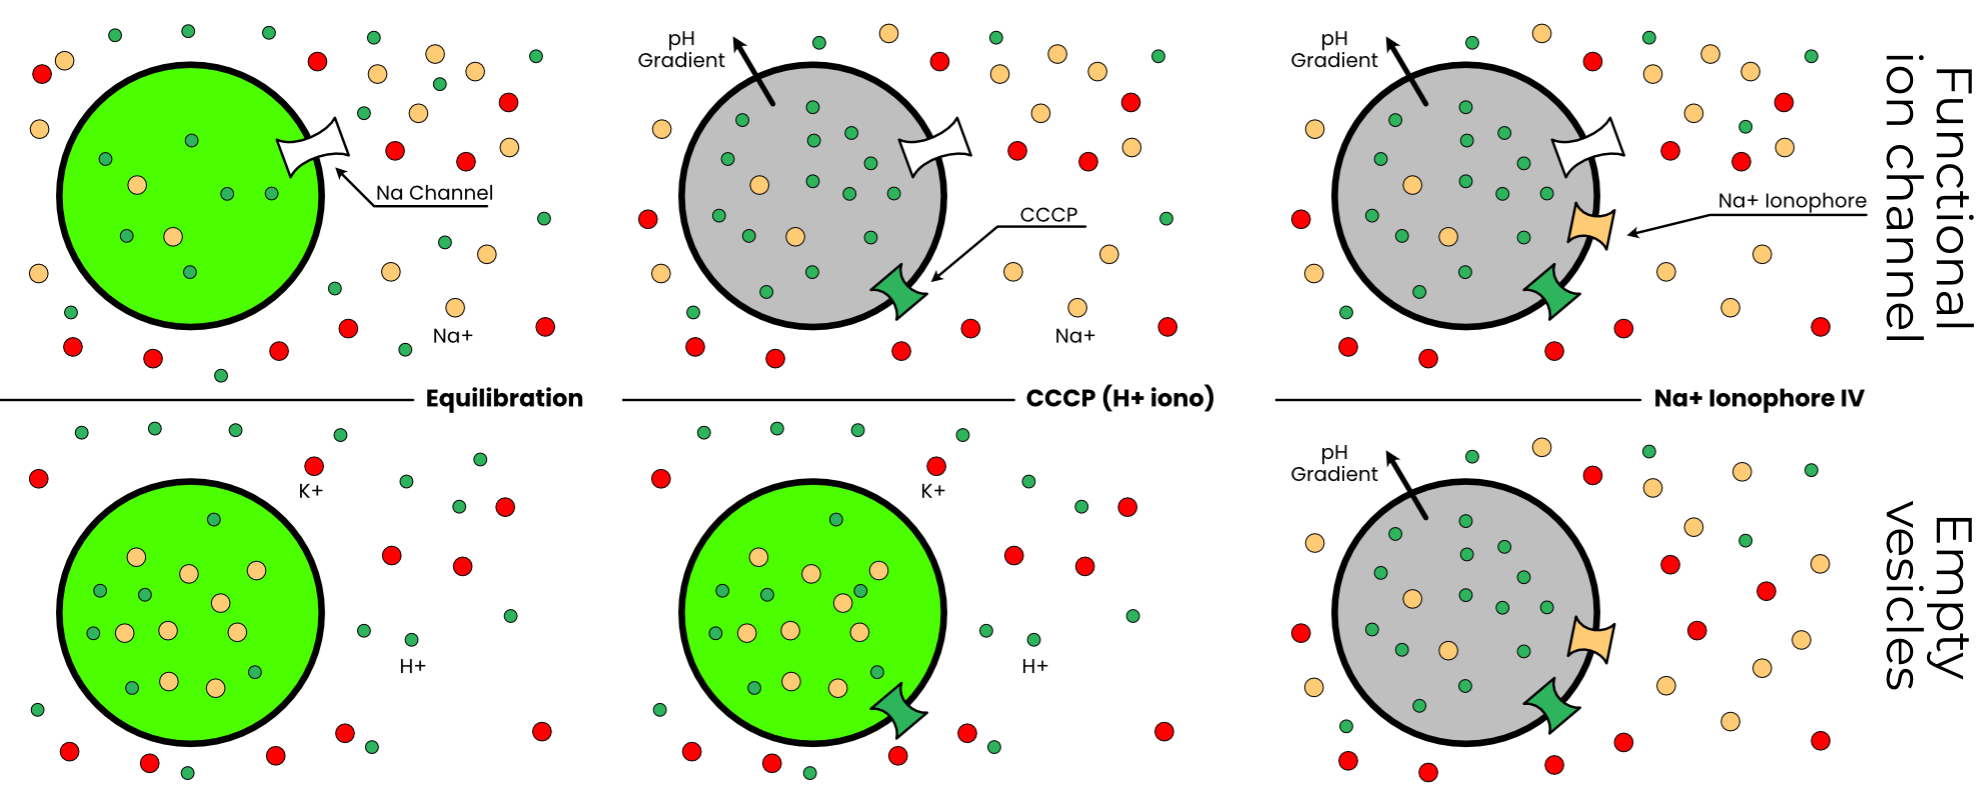 pH
Gradient
pH
Gradient
Functional
ion channel
Na Channel
CCCP
Na+ Ionophore
Na+
Na+
Equilibration
CCCP (H+ iono)
Na+ Ionophore IV
K+
K+
pH
Gradient
Empty
vesicles
H+
H+